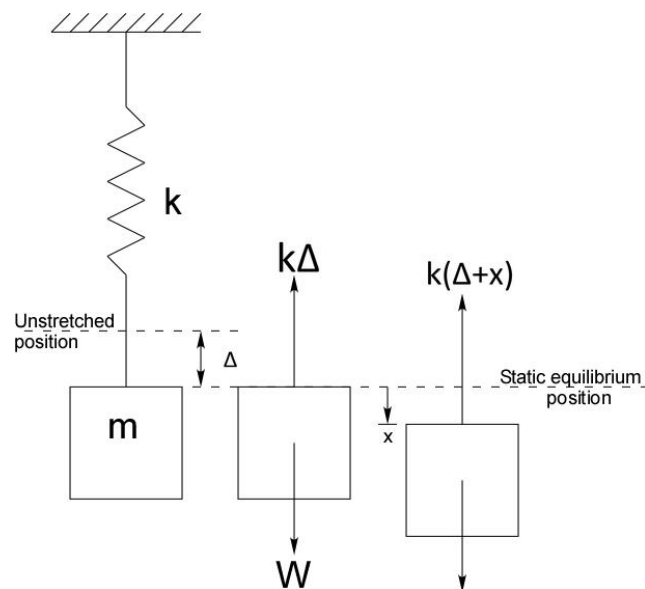 k
kΔ
k(Δ+x)
Unstretched
position
Δ
Static equilibrium
position
m
x
W